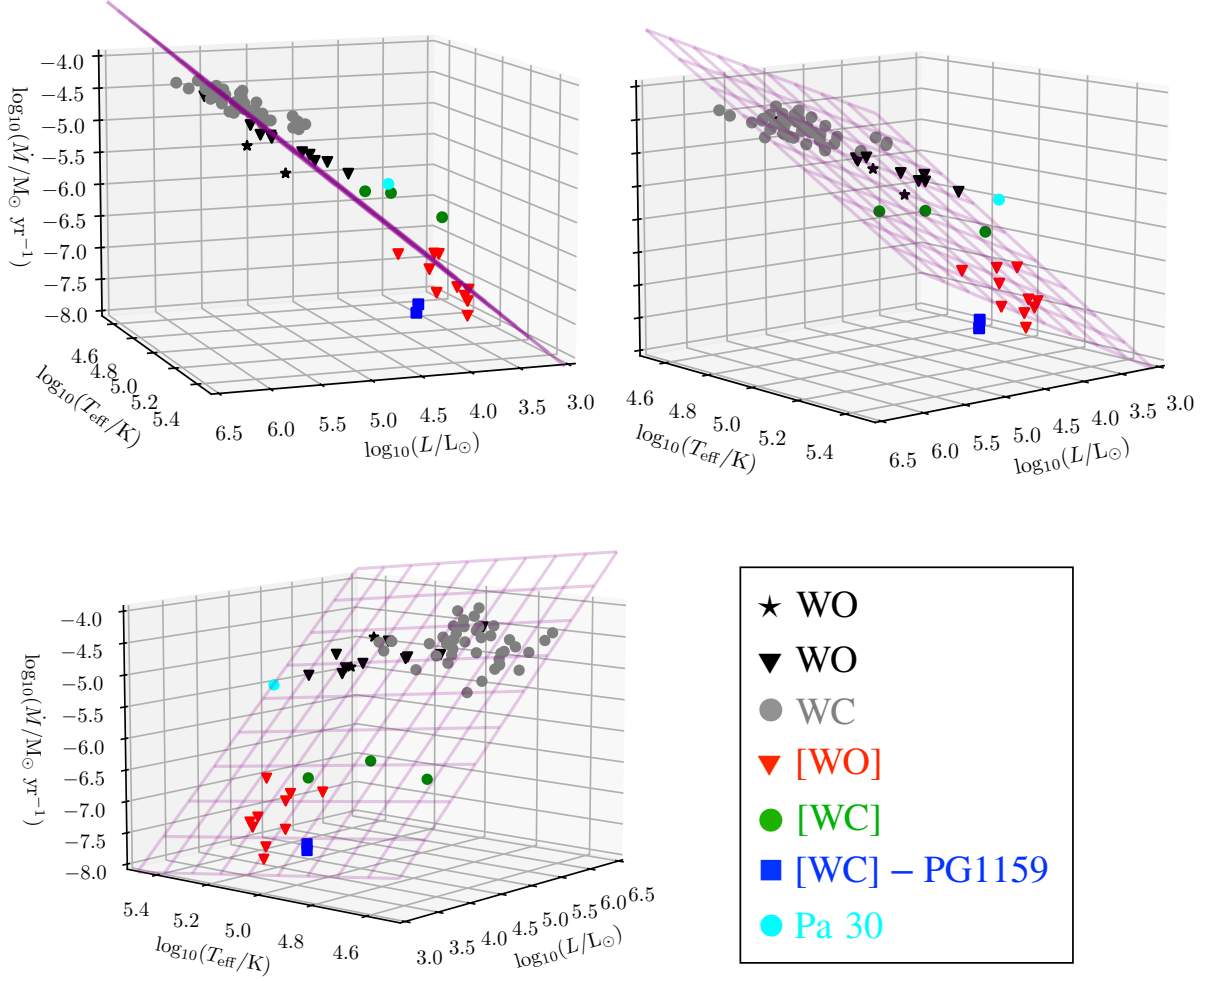 −4.0
−4.5
−5.0
−5.5
−6.0
−6.5
−7.0
−7.5
−8.0
log₁₀(Ṁ/M⊙ yr⁻¹)
4.6
4.8
5.0
5.2
5.4
log₁₀(T_eff/K)
6.5 6.0 5.5 5.0 4.5 4.0 3.5 3.0
log₁₀(L/L⊙)
4.6 4.8 5.0 5.2 5.4
log₁₀(T_eff/K)
6.5 6.0 5.5 5.0 4.5 4.0 3.5 3.0
log₁₀(L/L⊙)
−4.0
−4.5
−5.0
−5.5
−6.0
−6.5
−7.0
−7.5
−8.0
log₁₀(Ṁ/M⊙ yr⁻¹)
5.4 5.2 5.0 4.8 4.6
log₁₀(T_eff/K)
3.0 3.5 4.0 4.5 5.0 5.5 6.0 6.5
log₁₀(L/L⊙)
WO
WO
WC
[WO]
[WC]
[WC] – PG1159
Pa 30